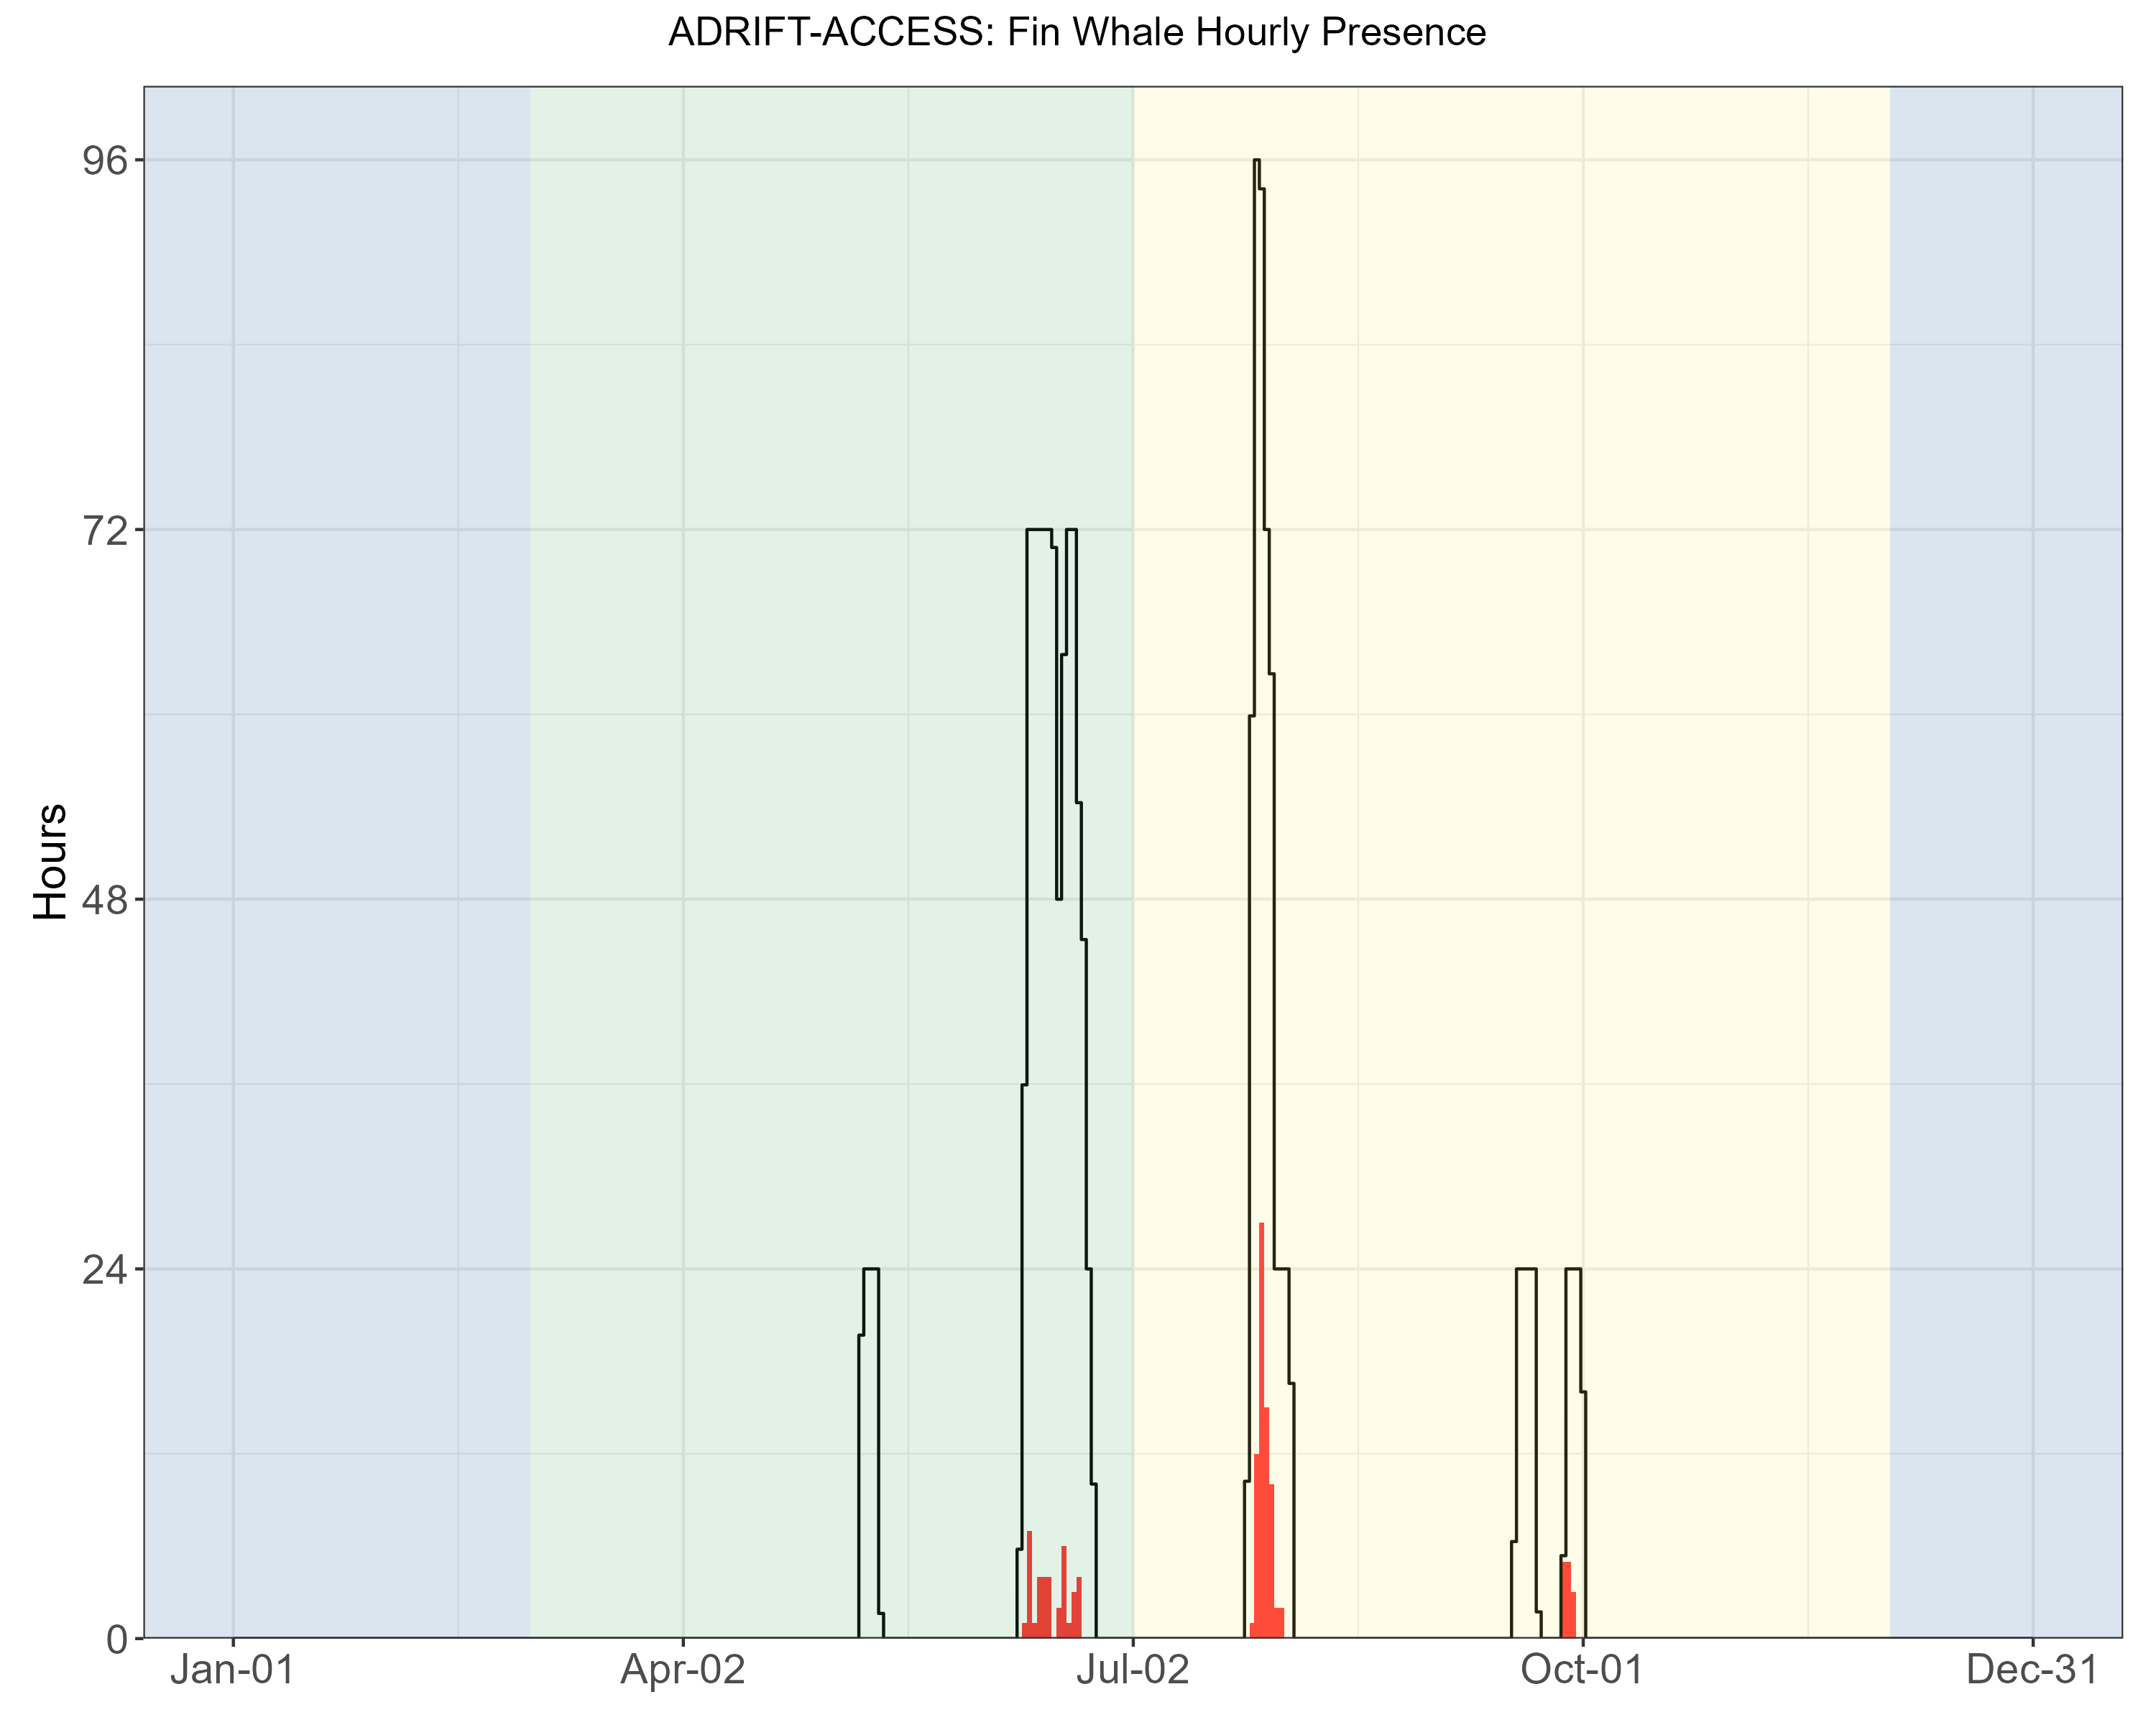 ADRIFT-ACCESS: Fin Whale Hourly Presence
96
72
48
24
0
Hours
Jan-01 Apr-02 Jul-02 Oct-01 Dec-31